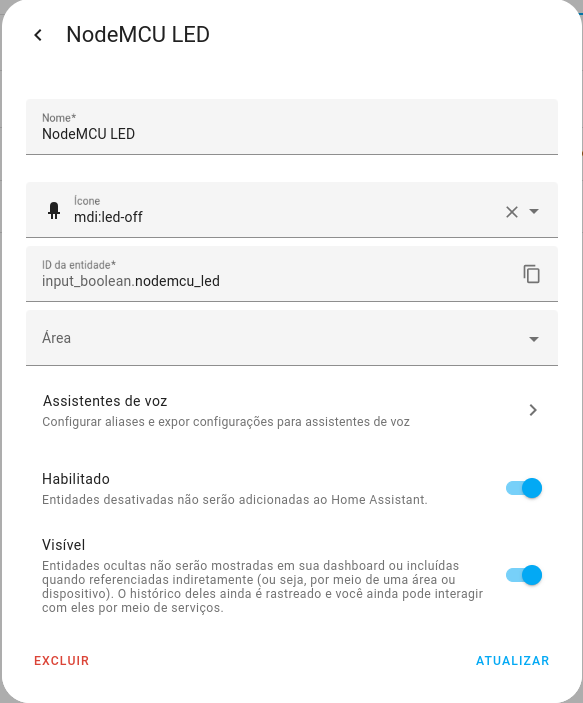 NodeMCU LED
Nome*
NodeMCU LED
Ícone
mdi:led-off
ID da entidade*
input_boolean.nodemcu_led
Área
Assistentes de voz
Configurar aliases e expor configurações para assistentes de voz
Habilitado
Entidades desativadas não serão adicionadas ao Home Assistant.
Visível
Entidades ocultas não serão mostradas em sua dashboard ou incluídas
quando referenciadas indiretamente (ou seja, por meio de uma área ou
dispositivo). O histórico deles ainda é rastreado e você ainda pode interagir
com eles por meio de serviços.
EXCLUIR
ATUALIZAR